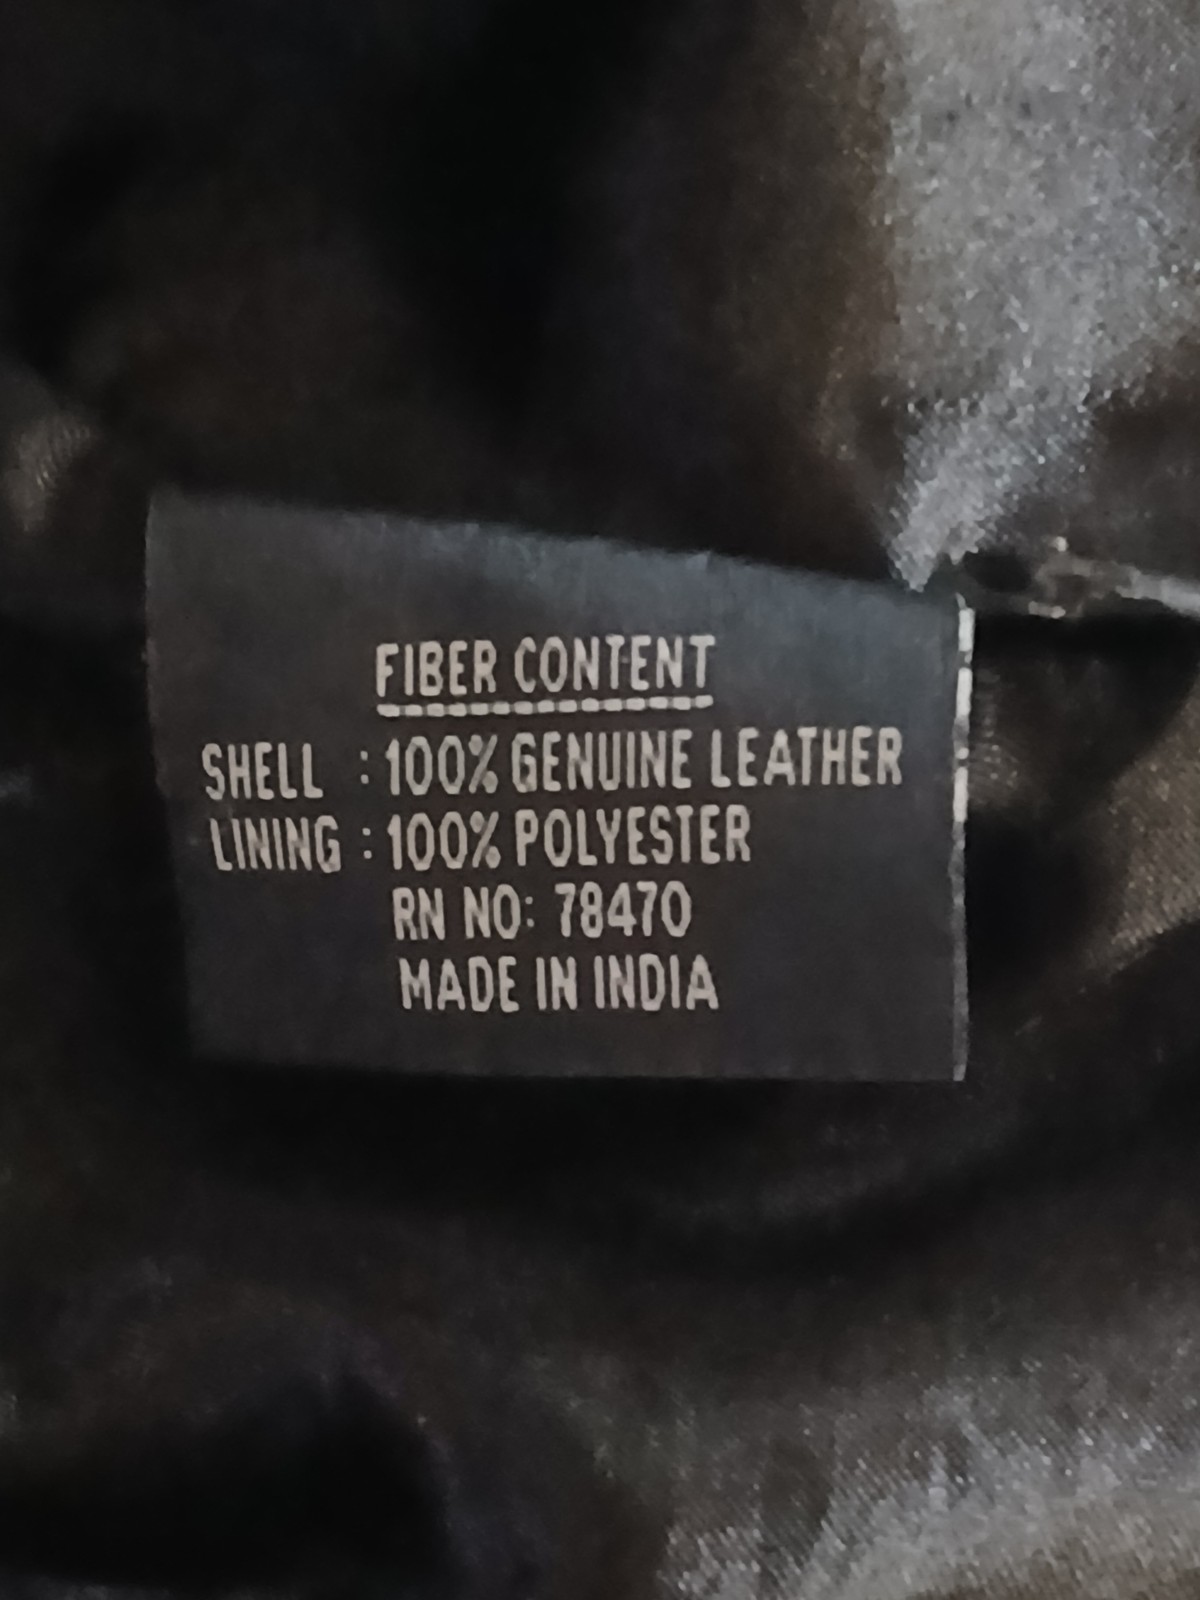 FIBER CONTENT
SHELL : 100% GENUINE LEATHER
LINING : 100% POLYESTER
RN NO: 78470
MADE IN INDIA